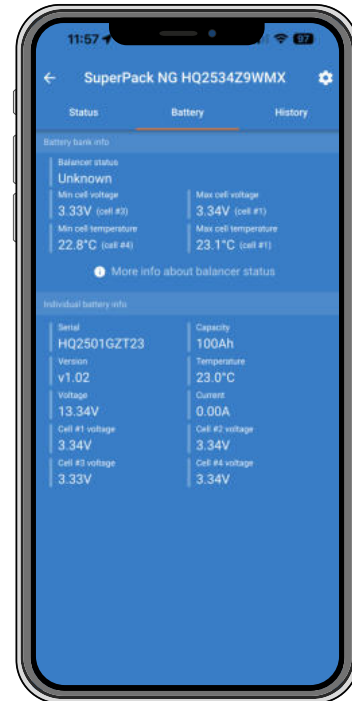 11:57
97
SuperPack NG HQ2534Z9WMX
Status Battery History
Battery bank info
Balancer status
Unknown
Min cell voltage Max cell voltage
3.33V (cell #3) 3.34V (cell #1)
Min cell temperature Max cell temperature
22.8°C (cell #4) 23.1°C (cell #1)
More info about balancer status
Individual battery info
Serial Capacity
HQ2501GZT23 100Ah
Version Temperature
v1.02 23.0°C
Voltage Current
13.34V 0.00A
Cell #1 voltage Cell #2 voltage
3.34V 3.34V
Cell #3 voltage Cell #4 voltage
3.33V 3.34V